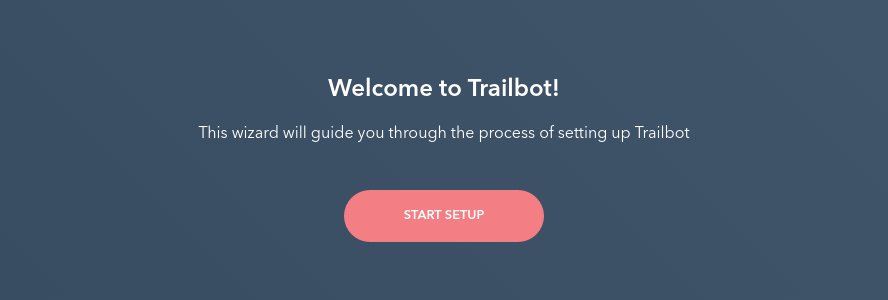 Welcome to Trailbot!
This wizard will guide you through the process of setting up Trailbot
START SETUP